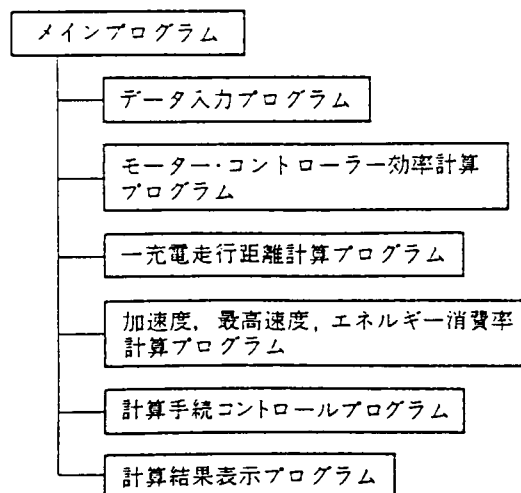 メインプログラム
データ入力プログラム
モーター・コントローラー効率計算
プログラム
一充電走行距離計算プログラム
加速度，最高速度，エネルギー消費率
計算プログラム
計算手続コントロールプログラム
計算結果表示プログラム